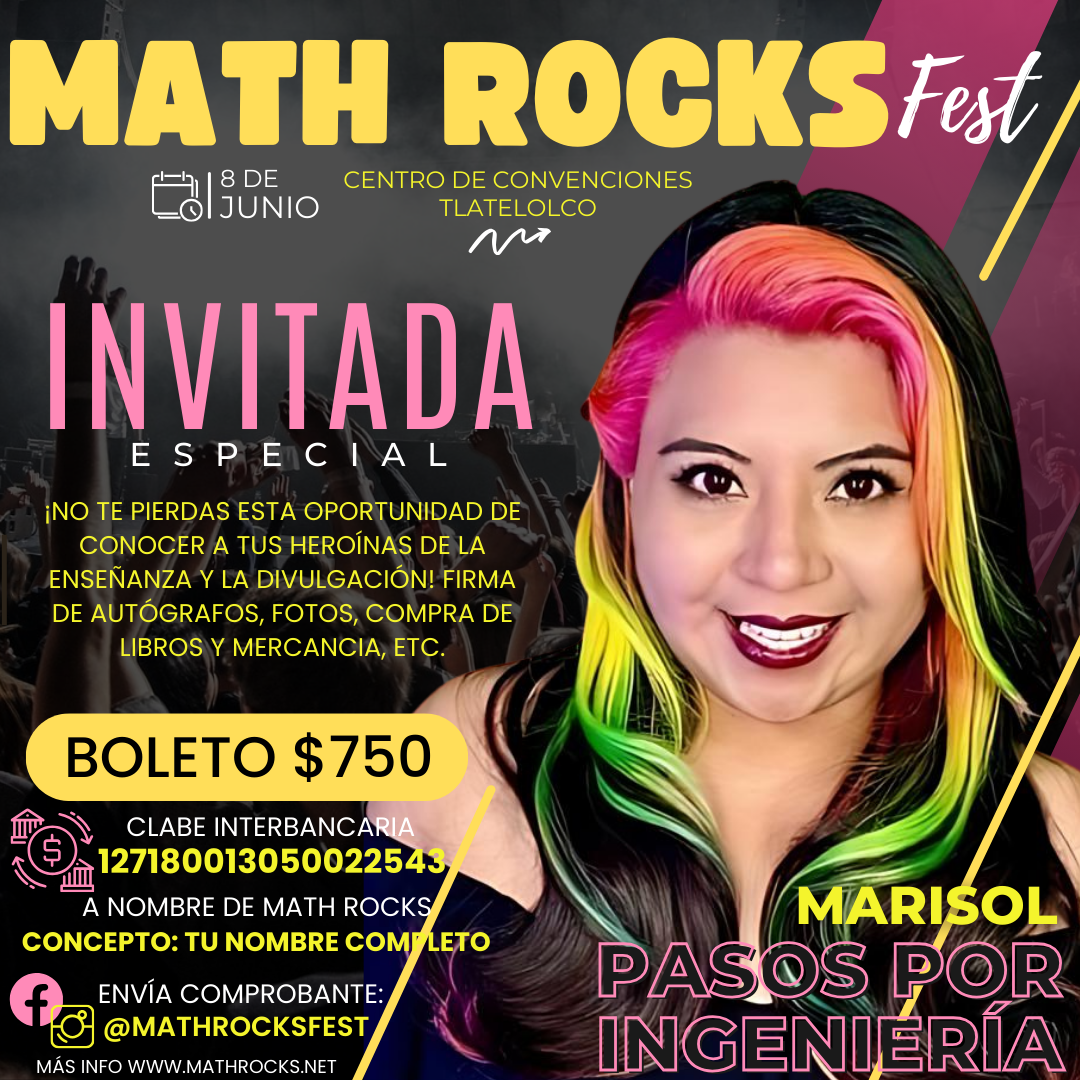 MATH ROCKS Fest
8 DE
JUNIO
CENTRO DE CONVENCIONES
TLATELOLCO
INVITADA
ESPECIAL
¡NO TE PIERDAS ESTA OPORTUNIDAD DE
CONOCER A TUS HEROÍNAS DE LA
ENSEÑANZA Y LA DIVULGACIÓN! FIRMA
DE AUTÓGRAFOS, FOTOS, COMPRA DE
LIBROS Y MERCANCIA, ETC.
BOLETO $750
CLABE INTERBANCARIA
127180013050022543
A NOMBRE DE MATH ROCKS
CONCEPTO: TU NOMBRE COMPLETO
ENVÍA COMPROBANTE:
@MATHROCKSFEST
MÁS INFO WWW.MATHROCKS.NET
MARISOL
PASOS POR
INGENIERÍA